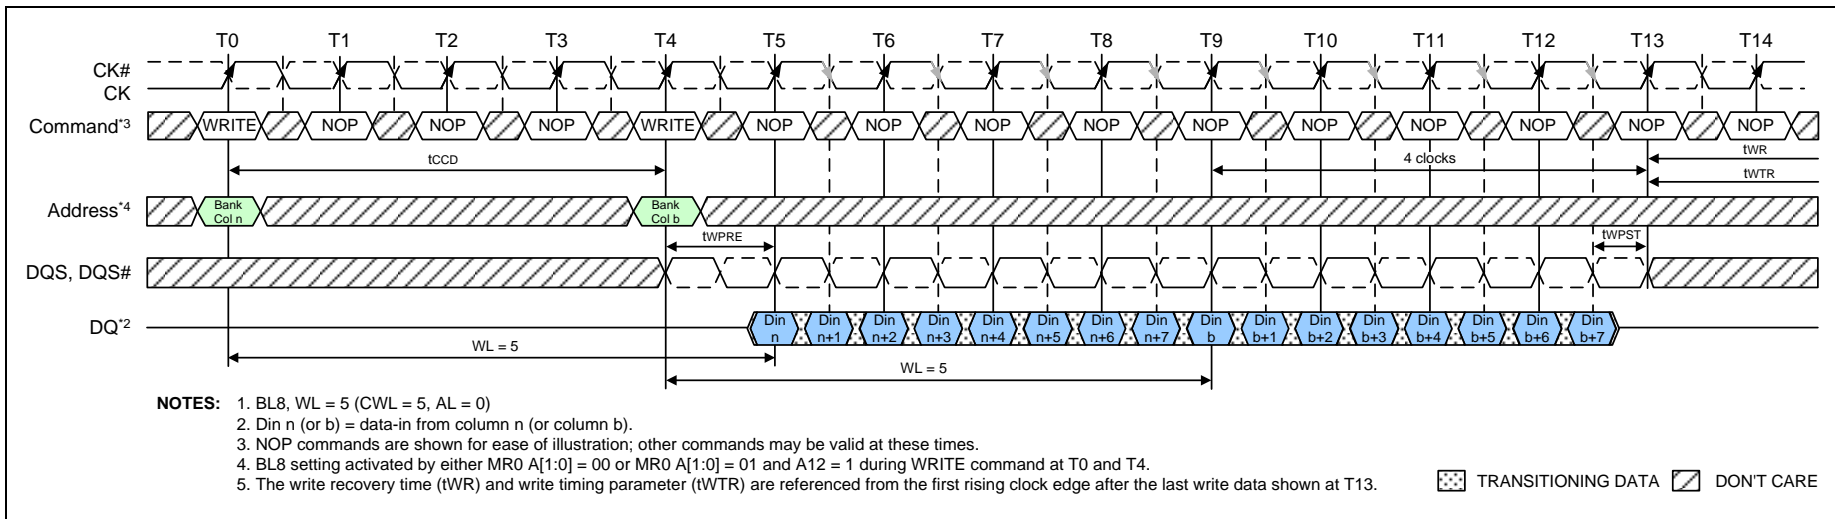 T0 T1 T2 T3 T4 T5 T6 T7 T8 T9 T10 T11 T12 T13 T14
CK#
CK
Command*3 WRITE NOP NOP NOP WRITE NOP NOP NOP NOP NOP NOP NOP NOP NOP NOP
tCCD 4 clocks tWR
tWTR
Address*4 Bank Col n Bank Col b
tWPRE tWPST
DQS, DQS#
DQ*2 Din n Din n+1 Din n+2 Din n+3 Din n+4 Din n+5 Din n+6 Din n+7 Din b Din b+1 Din b+2 Din b+3 Din b+4 Din b+5 Din b+6 Din b+7
WL = 5
WL = 5
NOTES: 1. BL8, WL = 5 (CWL = 5, AL = 0)
2. Din n (or b) = data-in from column n (or column b).
3. NOP commands are shown for ease of illustration; other commands may be valid at these times.
4. BL8 setting activated by either MR0 A[1:0] = 00 or MR0 A[1:0] = 01 and A12 = 1 during WRITE command at T0 and T4.
5. The write recovery time (tWR) and write timing parameter (tWTR) are referenced from the first rising clock edge after the last write data shown at T13.
TRANSITIONING DATA DON'T CARE